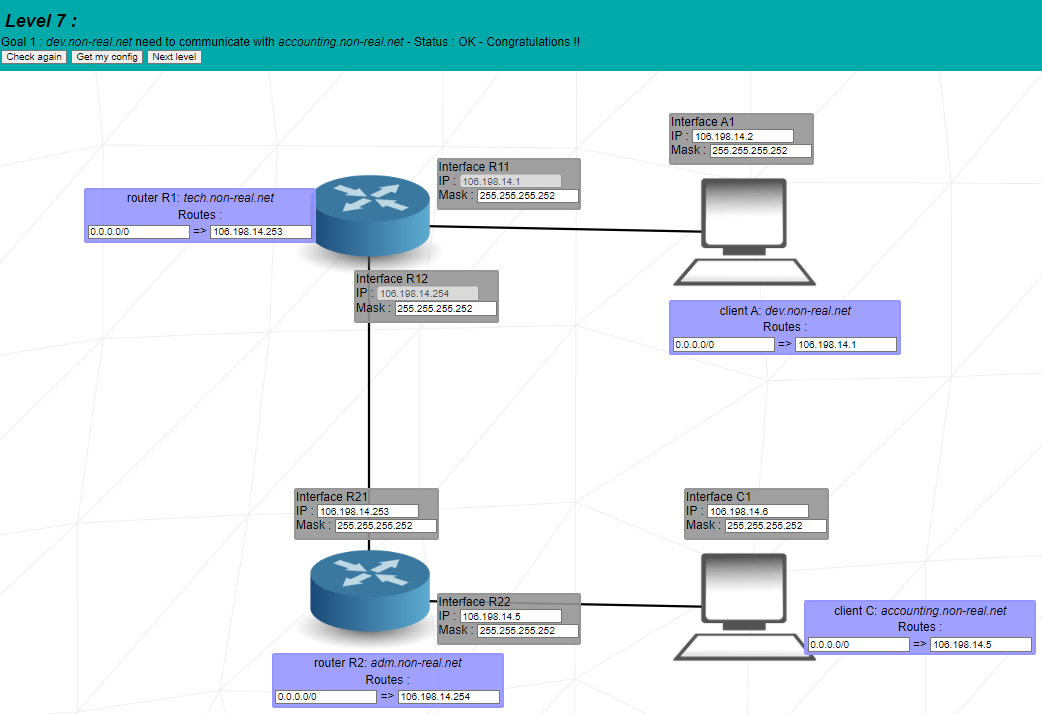 Level 7 :
Goal 1 : dev.non-real.net need to communicate with accounting.non-real.net - Status : OK - Congratulations !!
Check again Get my config Next level
Interface A1
IP : 106.198.14.2
Mask : 255.255.255.252
Interface R11
IP : 106.198.14.1
Mask : 255.255.255.252
router R1: tech.non-real.net
Routes :
0.0.0.0/0 => 106.198.14.253
Interface R12
IP : 106.198.14.254
Mask : 255.255.255.252
client A: dev.non-real.net
Routes :
0.0.0.0/0 => 106.198.14.1
Interface R21
IP : 106.198.14.253
Mask : 255.255.255.252
Interface C1
IP : 106.198.14.6
Mask : 255.255.255.252
Interface R22
IP : 106.198.14.5
Mask : 255.255.255.252
client C: accounting.non-real.net
Routes :
0.0.0.0/0 => 106.198.14.5
router R2: adm.non-real.net
Routes :
0.0.0.0/0 => 106.198.14.254